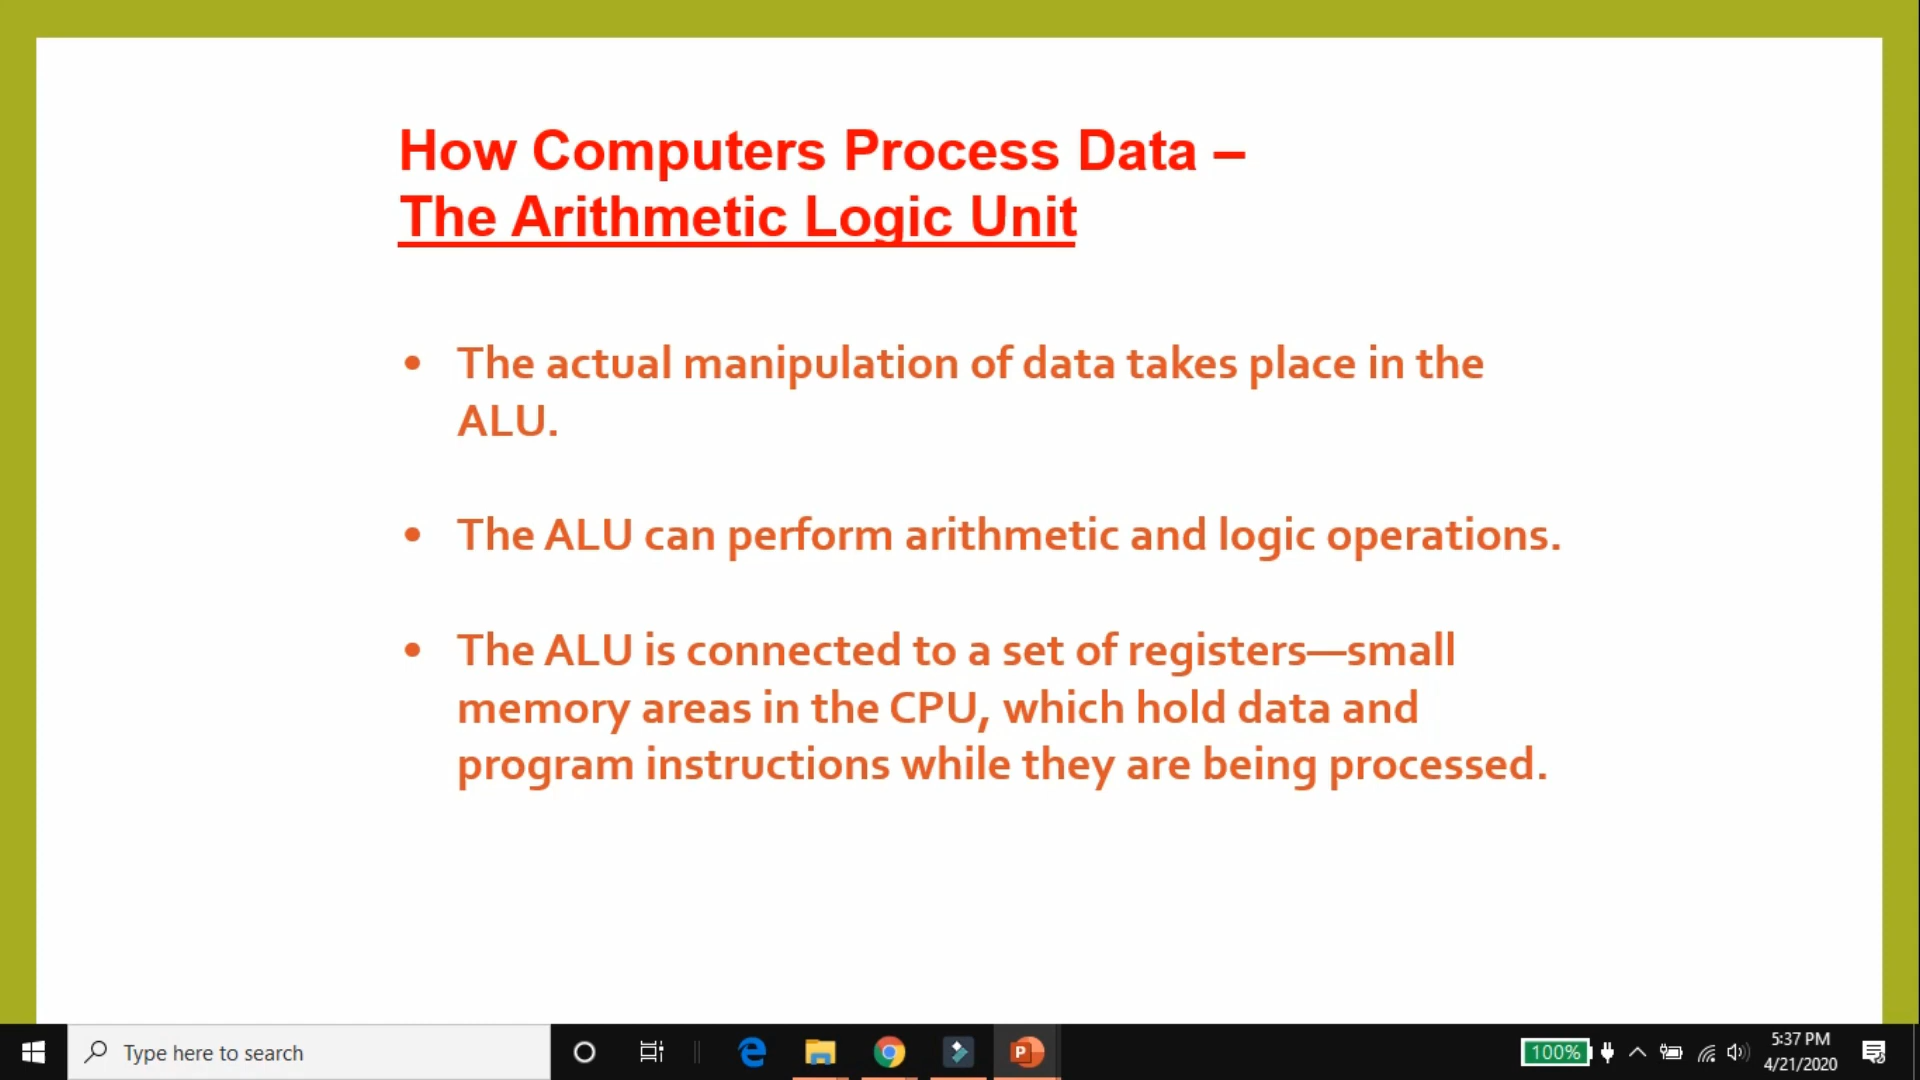 How Computers Process Data –
The Arithmetic Logic Unit
• The actual manipulation of data takes place in the
ALU.
• The ALU can perform arithmetic and logic operations.
• The ALU is connected to a set of registers—small
memory areas in the CPU, which hold data and
program instructions while they are being processed.
Type here to search
100%
5:37 PM
4/21/2020